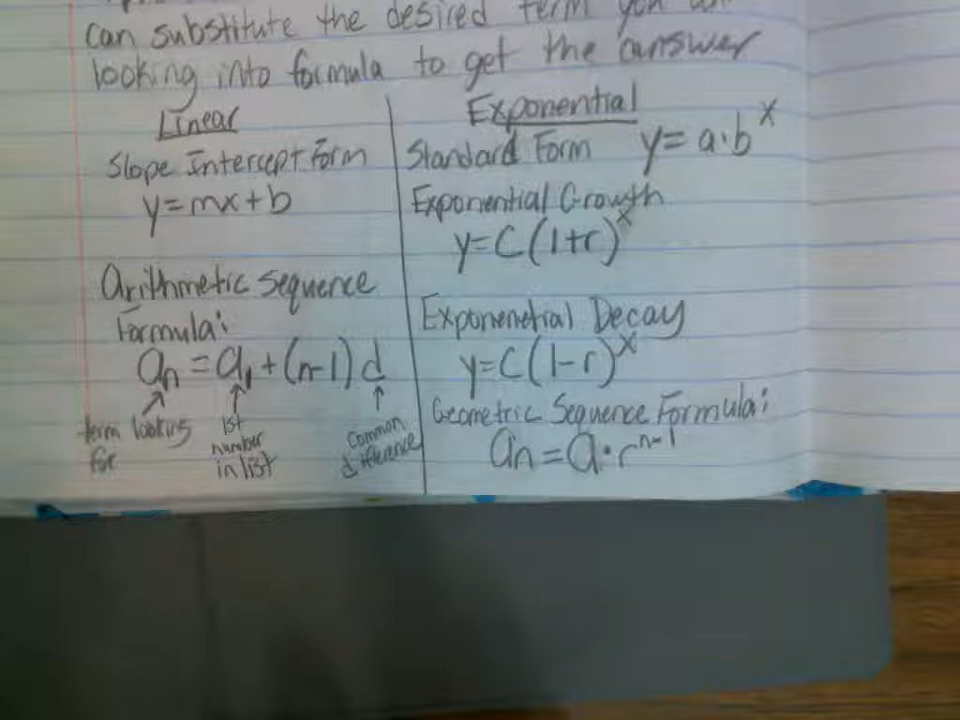 can substitute the desired term you
looking into formula to get the answer
Linear
Slope Intercept Form
y=mx+b
Arithmetic Sequence
Formula:
an = a1 + (n-1) d
term looking for
1st number in list
common difference
Exponential
Standard Form y = a·b^x
Exponential Growth
y=C(1+r)^x
Exponenetial Decay
y=C(1-r)^x
Geometric Sequence Formula:
an = a·r^n-1